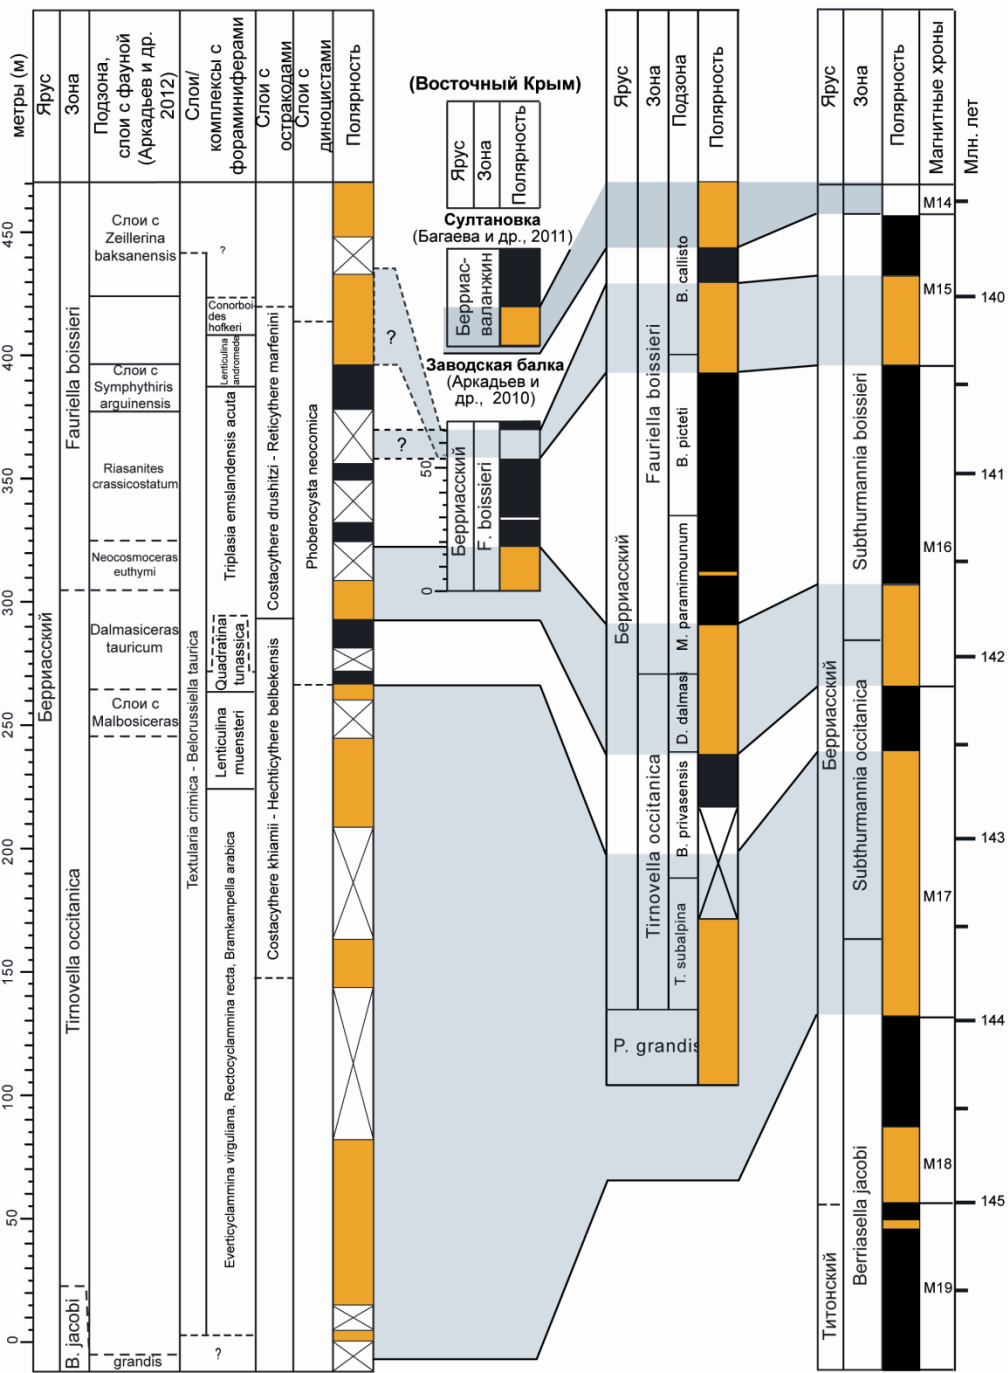 метры (м)
Ярус
Зона
Подзона,
слои с фауной
(Аркадьев и др.
2012)
Слои/
комплексы с
фораминиферами
Слои с
остракодами
Слои с
диноцистами
Полярность
450
400
350
300
250
200
150
100
50
0
Берриасский
Fauriella boissieri
Tirnovella occitanica
B. jacobi
Слои с
Zeillerina
baksanensis
Слои с
Symphythiris
arguinensis
Riasanites
crassicostatum
Neocosmoceras
euthymi
Dalmasiceras
tauricum
Слои с
Malbosiceras
grandis
Textularia crimica - Belorussiella taurica
?
Conorboi
des
hofkeri
Lenticulina
andromede
Triplasia emslandensis acuta
Quadratina
tunassica
Lenticulina
muensteri
Everticyclammina virguliana, Rectocyclammina recta, Bramkampella arabica
?
Costacythere drushitzi - Reticythere marfenini
Costacythere khiamii - Hechticythere belbekensis
Phoberocysta neocomica
?
?
(Восточный Крым)
Ярус
Зона
Полярность
Султановка
(Багаева и др., 2011)
Берриас-
валанжин
Заводская балка
(Аркадьев и
др., 2010)
50
0
Берриасский
F. boissieri
Ярус
Зона
Подзона
Полярность
Берриасский
Fauriella boissieri
Tirnovella occitanica
B. callisto
B. picteti
M. paramimounum
D. dalmasi
B. privasensis
T. subalpina
P. grandis
Ярус
Зона
Полярность
Магнитные хроны
Млн. лет
Берриасский
Титонский
Subthurmannia boissieri
Subthurmannia occitanica
Berriasella jacobi
M14
M15
M16
M17
M18
M19
140
141
142
143
144
145